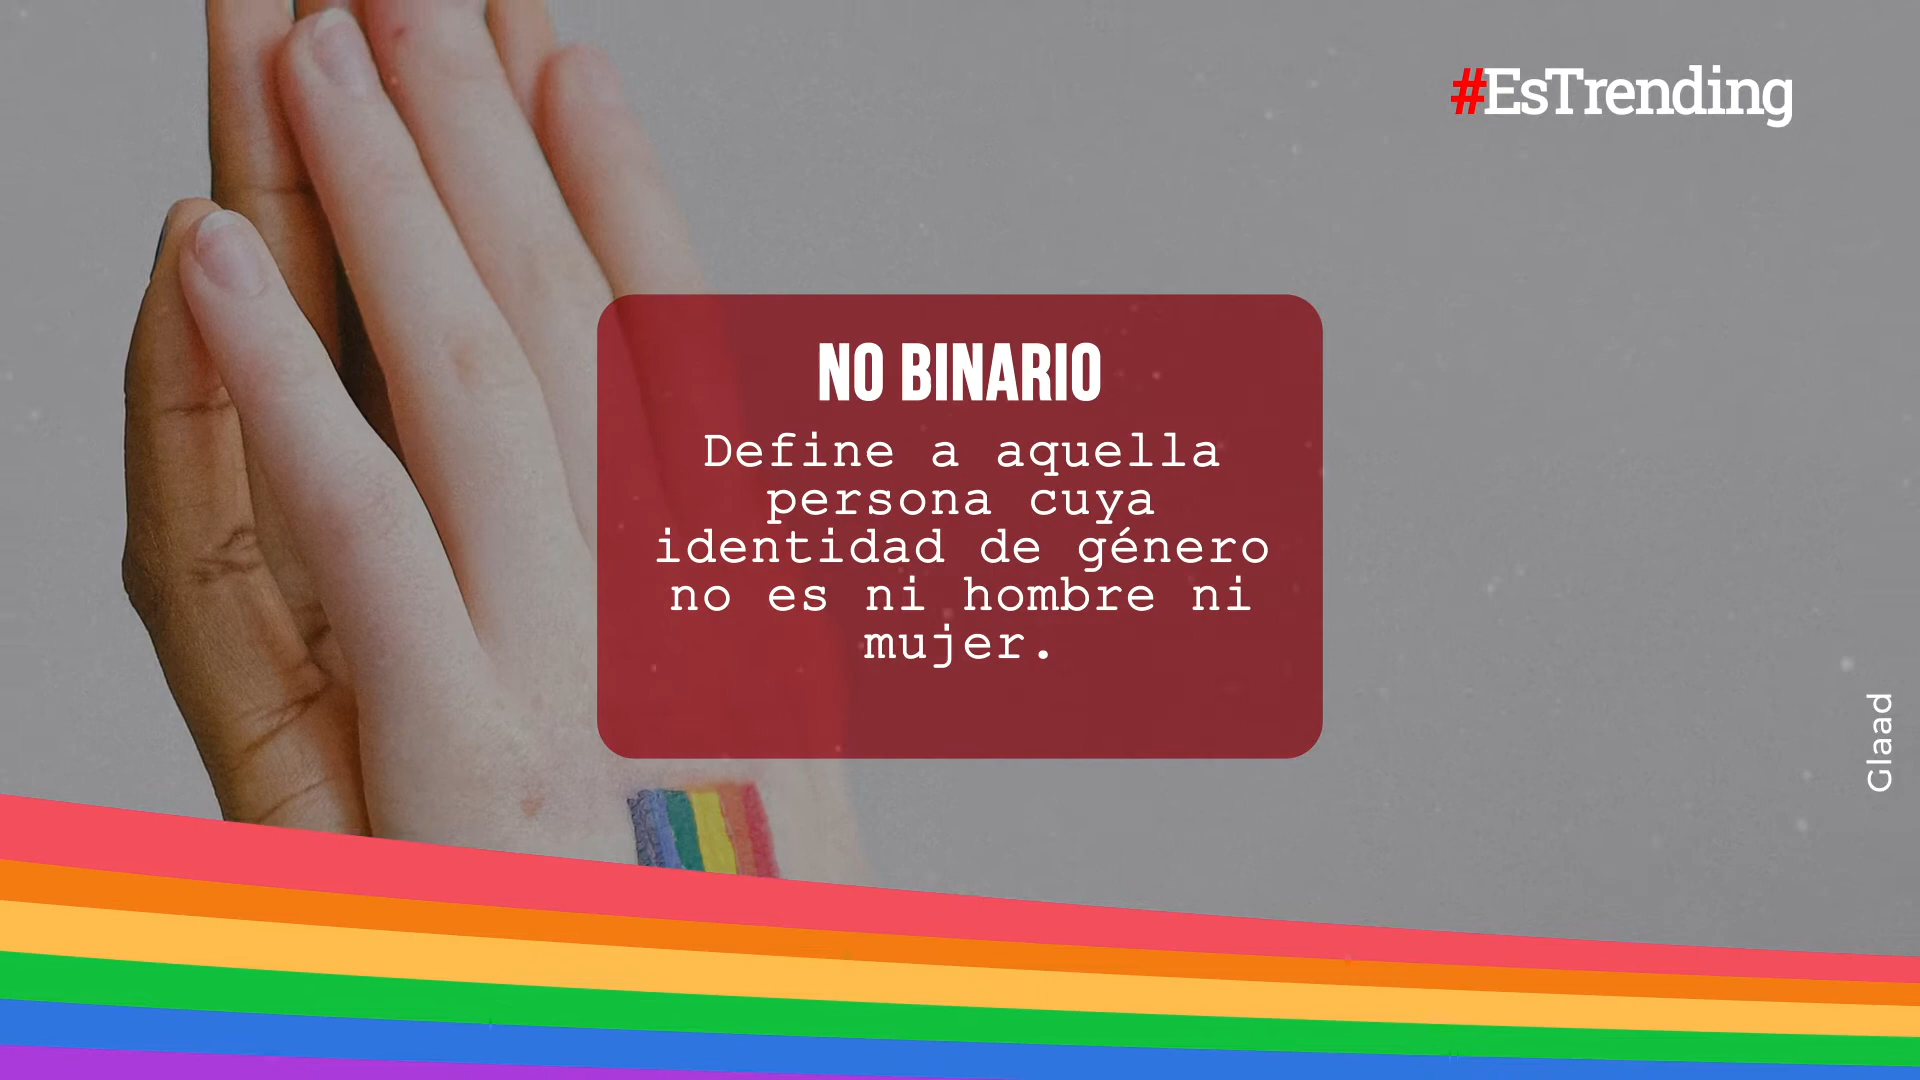 #EsTrending
NO BINARIO
Define a aquella
persona cuya
identidad de género
no es ni hombre ni
mujer.
Glaad